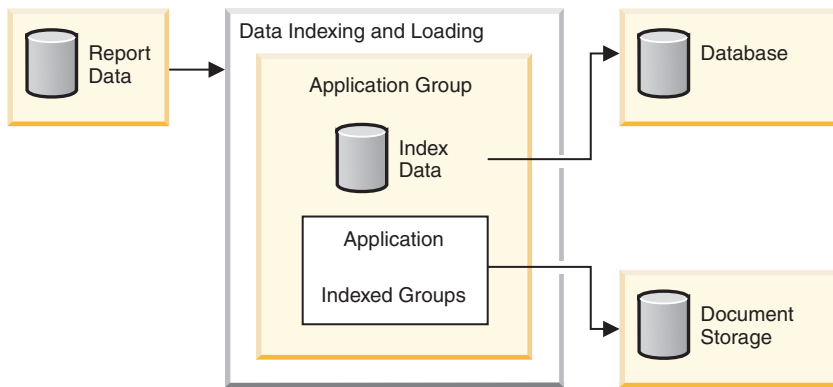 Report
Data
Data Indexing and Loading
Application Group
Index
Data
Application
Indexed Groups
Database
Document
Storage